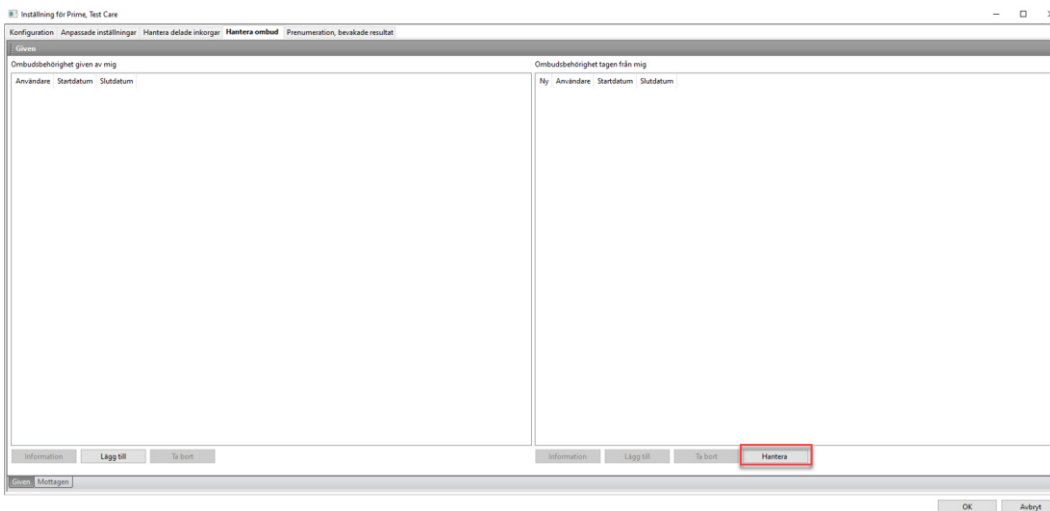 Inställning för Prime, Test Care
Konfiguration Anpassade inställningar Hantera delade inkorgar Hantera ombud Prenumeration, bevakade resultat
Given
Ombudsbehörighet given av mig Ombudsbehörighet tagen från mig
Användare Startdatum Slutdatum Ny Användare Startdatum Slutdatum
Information Lägg till Ta bort Information Lägg till Ta bort Hantera
Given Mottagen
OK Avbryt